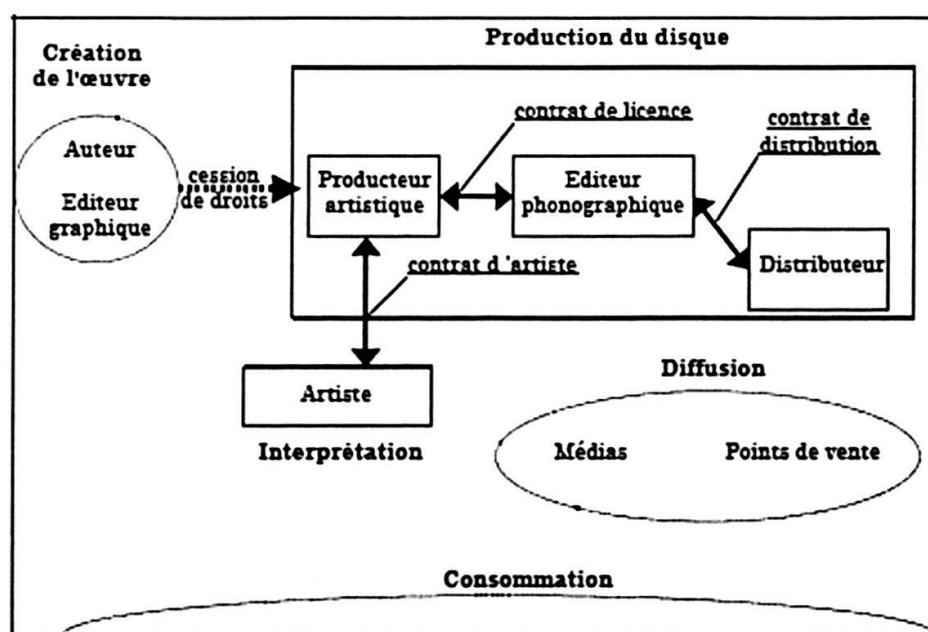 Production du disque
Création
de l'œuvre
Auteur
Editeur
graphique
cession
de droits
contrat de licence
contrat de
distribution
Producteur
artistique
Editeur
phonographique
Distributeur
contrat d'artiste
Artiste
Interprétation
Diffusion
Médias
Points de vente
Consommation